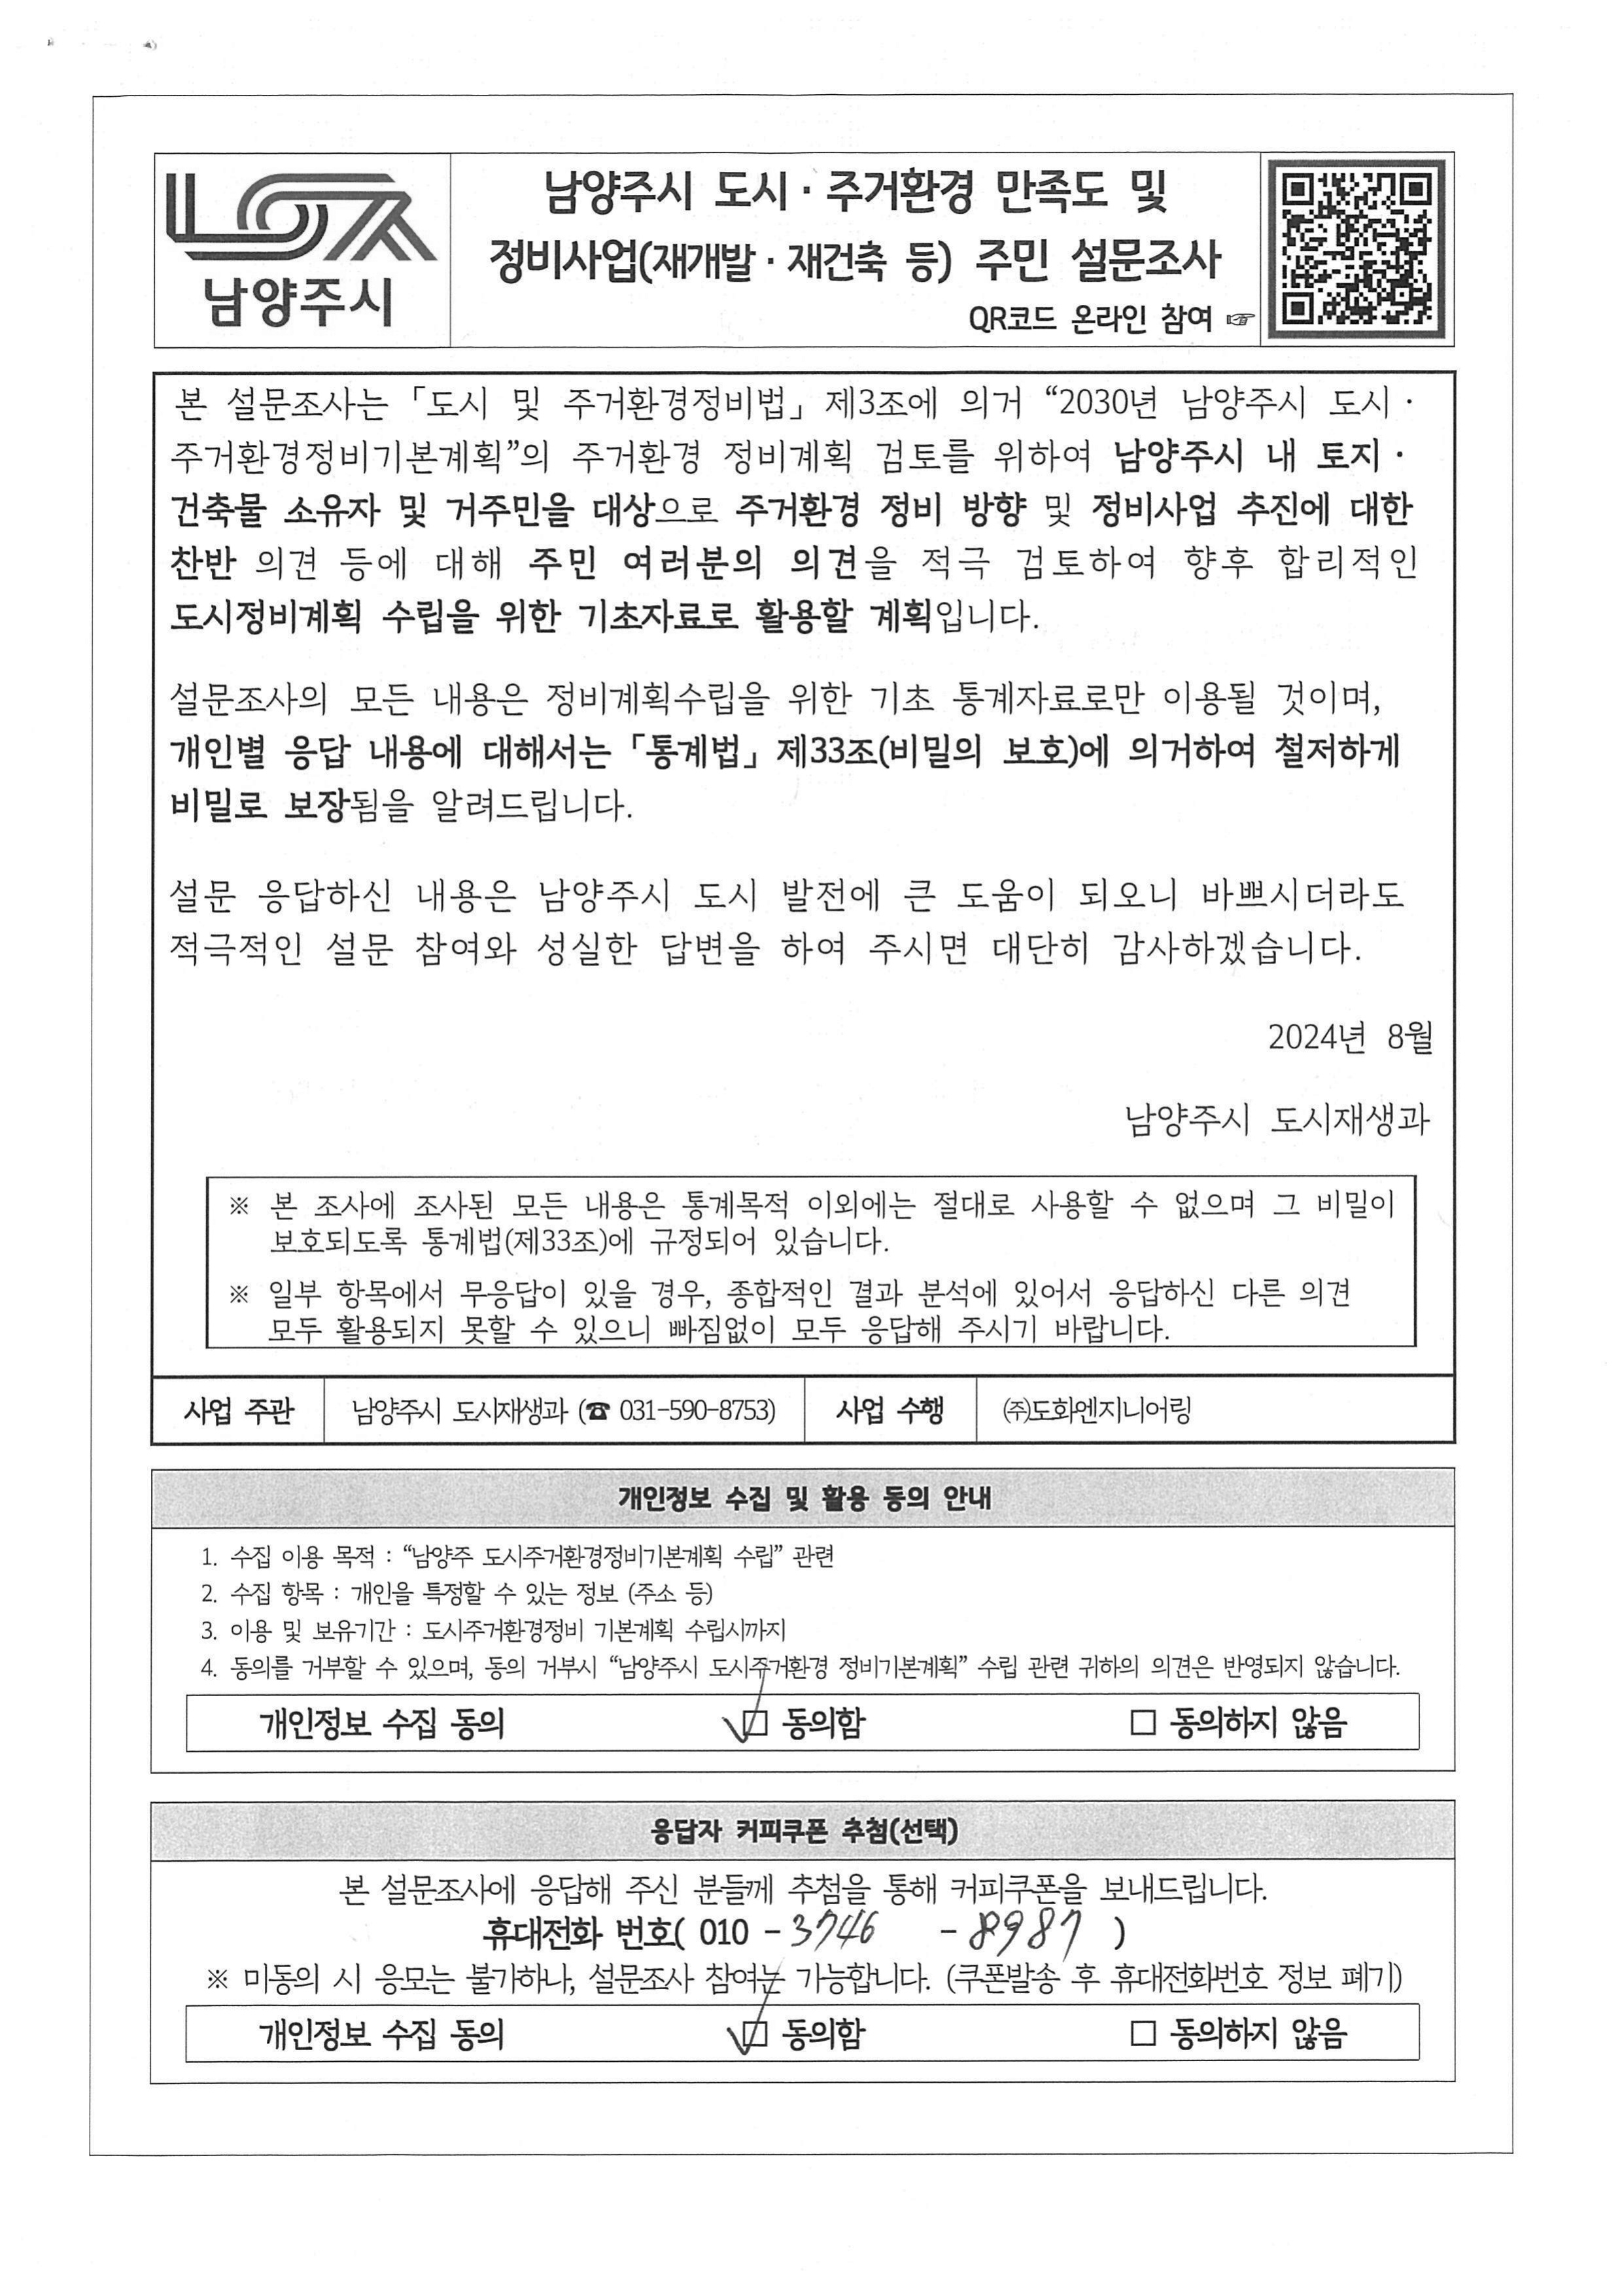 남양주시
남양주시 도시 · 주거환경 만족도 및
정비사업(재개발 · 재건축 등) 주민 설문조사
QR코드 온라인 참여 ☞
본 설문조사는 「도시 및 주거환경정비법」 제3조에 의거 “2030년 남양주시 도시 ·
주거환경정비기본계획”의 주거환경 정비계획 검토를 위하여 남양주시 내 토지 ·
건축물 소유자 및 거주민을 대상으로 주거환경 정비 방향 및 정비사업 추진에 대한
찬반 의견 등에 대해 주민 여러분의 의견을 적극 검토하여 향후 합리적인
도시정비계획 수립을 위한 기초자료로 활용할 계획입니다.
설문조사의 모든 내용은 정비계획수립을 위한 기초 통계자료로만 이용될 것이며,
개인별 응답 내용에 대해서는 「통계법」 제33조(비밀의 보호)에 의거하여 철저하게
비밀로 보장됨을 알려드립니다.
설문 응답하신 내용은 남양주시 도시 발전에 큰 도움이 되오니 바쁘시더라도
적극적인 설문 참여와 성실한 답변을 하여 주시면 대단히 감사하겠습니다.
2024년 8월
남양주시 도시재생과
※ 본 조사에 조사된 모든 내용은 통계목적 이외에는 절대로 사용할 수 없으며 그 비밀이
보호되도록 통계법(제33조)에 규정되어 있습니다.
※ 일부 항목에서 무응답이 있을 경우, 종합적인 결과 분석에 있어서 응답하신 다른 의견
모두 활용되지 못할 수 있으니 빠짐없이 모두 응답해 주시기 바랍니다.
사업 주관 남양주시 도시재생과 (☎ 031-590-8753) 사업 수행 ㈜도화엔지니어링
개인정보 수집 및 활용 동의 안내
1. 수집 이용 목적 : “남양주 도시주거환경정비기본계획 수립” 관련
2. 수집 항목 : 개인을 특정할 수 있는 정보 (주소 등)
3. 이용 및 보유기간 : 도시주거환경정비 기본계획 수립시까지
4. 동의를 거부할 수 있으며, 동의 거부시 “남양주시 도시주거환경 정비기본계획” 수립 관련 귀하의 의견은 반영되지 않습니다.
개인정보 수집 동의 ☑ 동의함 □ 동의하지 않음
응답자 커피쿠폰 추첨(선택)
본 설문조사에 응답해 주신 분들께 추첨을 통해 커피쿠폰을 보내드립니다.
휴대전화 번호( 010 - 3746 - 8987 )
※ 미동의 시 응모는 불가하나, 설문조사 참여는 가능합니다. (쿠폰발송 후 휴대전화번호 정보 폐기)
개인정보 수집 동의 ☑ 동의함 □ 동의하지 않음